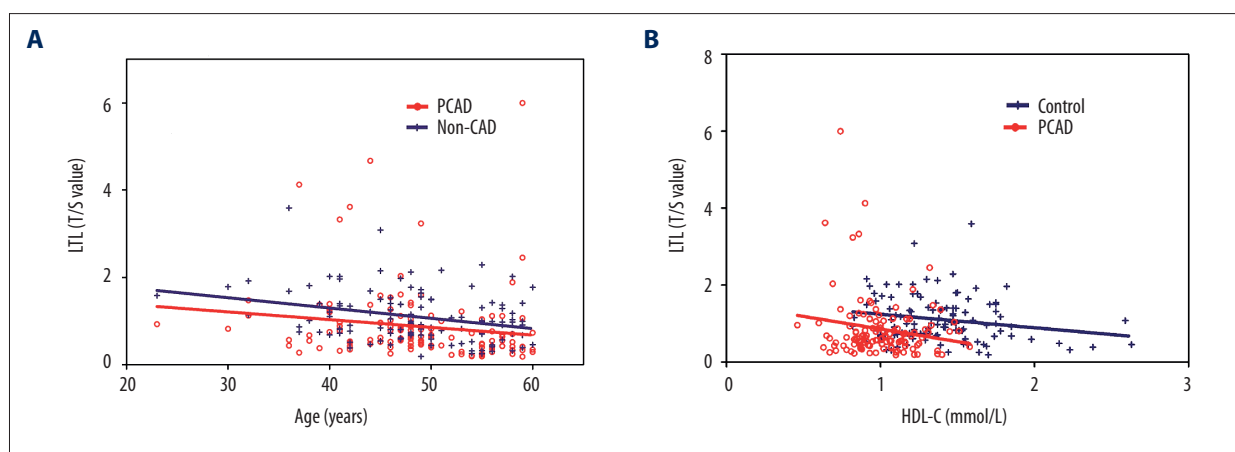 A
6
4
2
0
20
30
40
50
60
LTL (T/S value)
Age (years)
PCAD
Non-CAD
B
8
6
4
2
0
0
1
2
3
LTL (T/S value)
HDL-C (mmol/L)
Control
PCAD